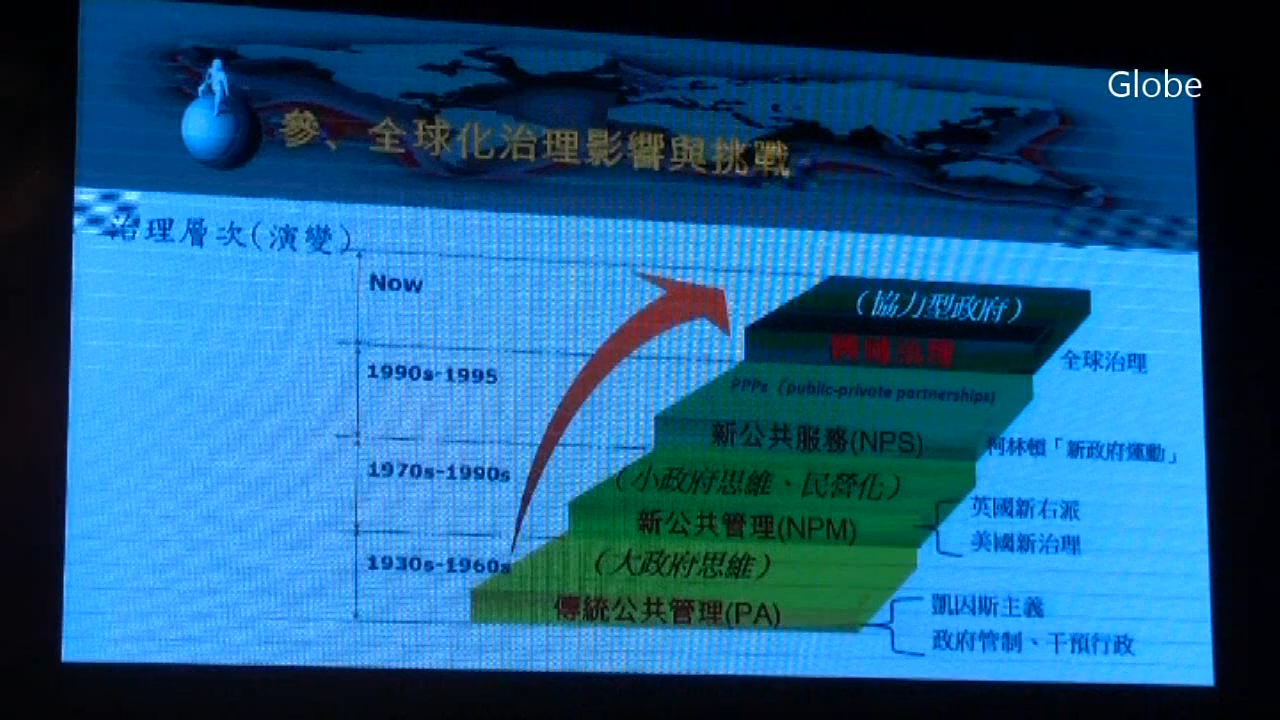 Globe
參、全球化治理影響與挑戰
治理層次(演變)
Now
(協力型政府)
全球治理
1990s-1995
PPPs (public-private partnerships)
新公共服務(NPS)
柯林頓「新政府運動」
1970s-1990s
(小政府思維、民營化)
新公共管理(NPM)
英國新右派
美國新治理
1930s-1960s
(大政府思維)
傳統公共管理(PA)
凱因斯主義
政府管制、干預行政